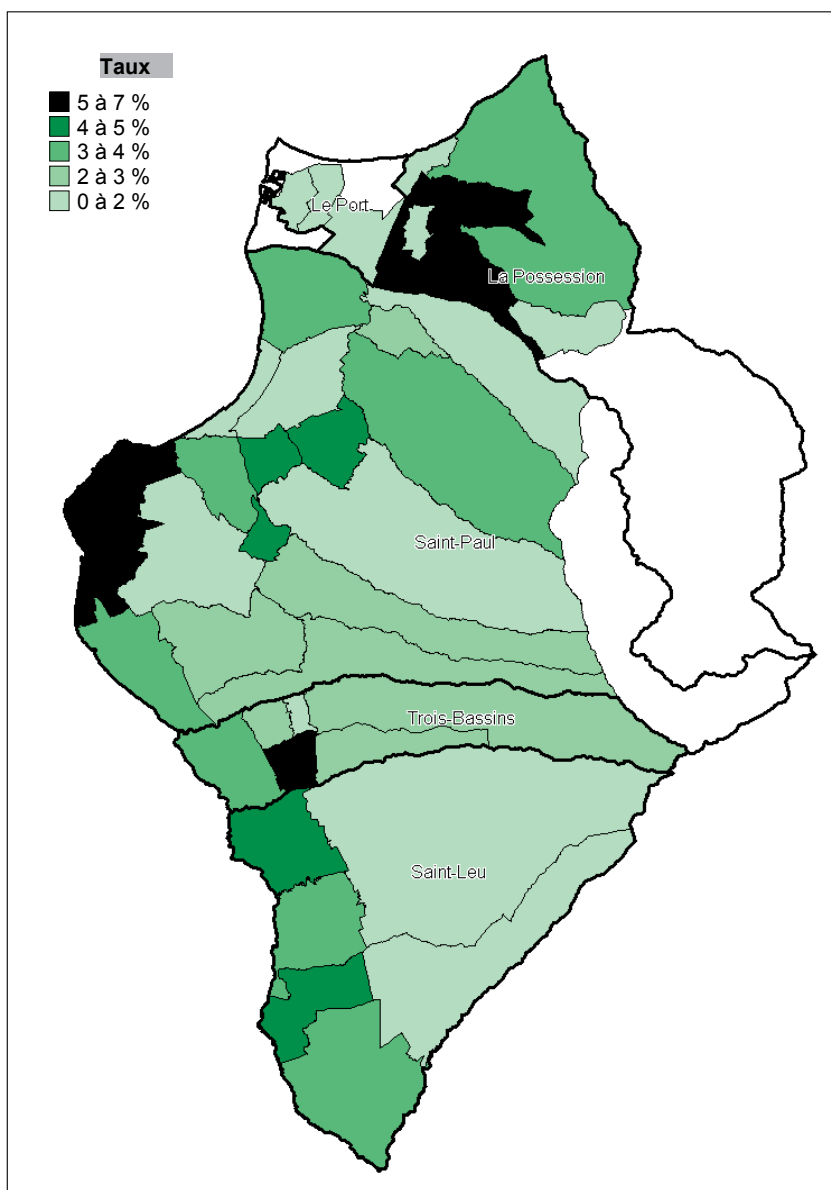 Taux
5 à 7 %
4 à 5 %
3 à 4 %
2 à 3 %
0 à 2 %
Le Port
La Possession
Saint-Paul
Trois-Bassins
Saint-Leu